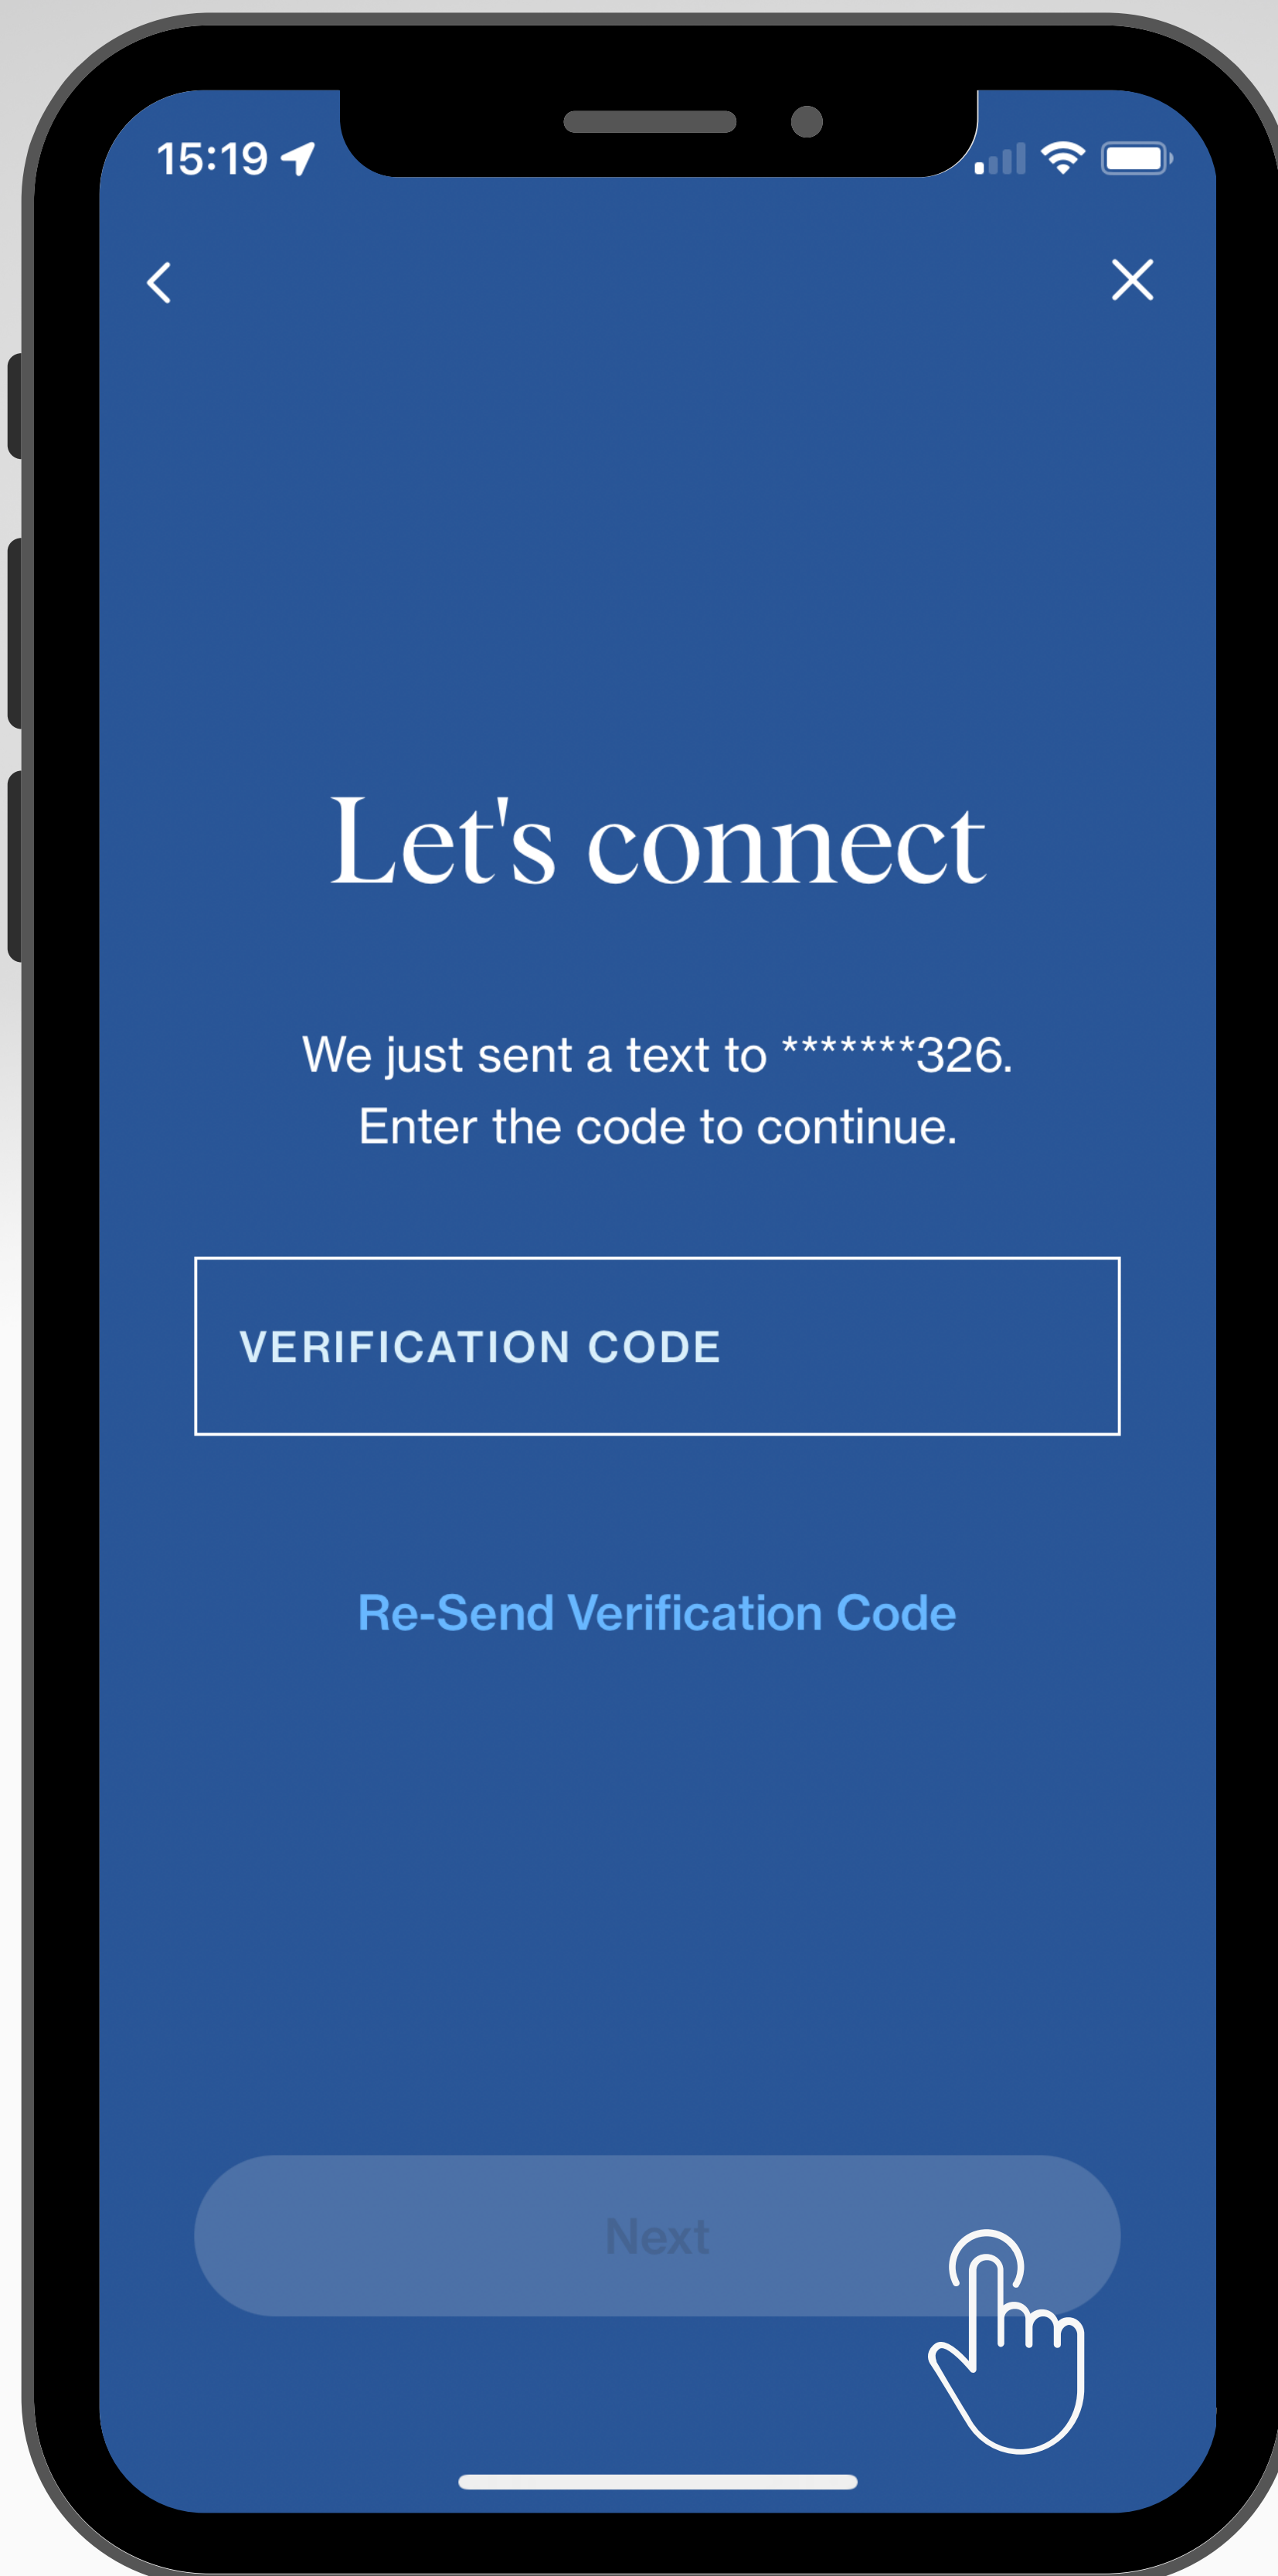 15:19
Let's connect
We just sent a text to *******326.
Enter the code to continue.
VERIFICATION CODE
Re-Send Verification Code
Next